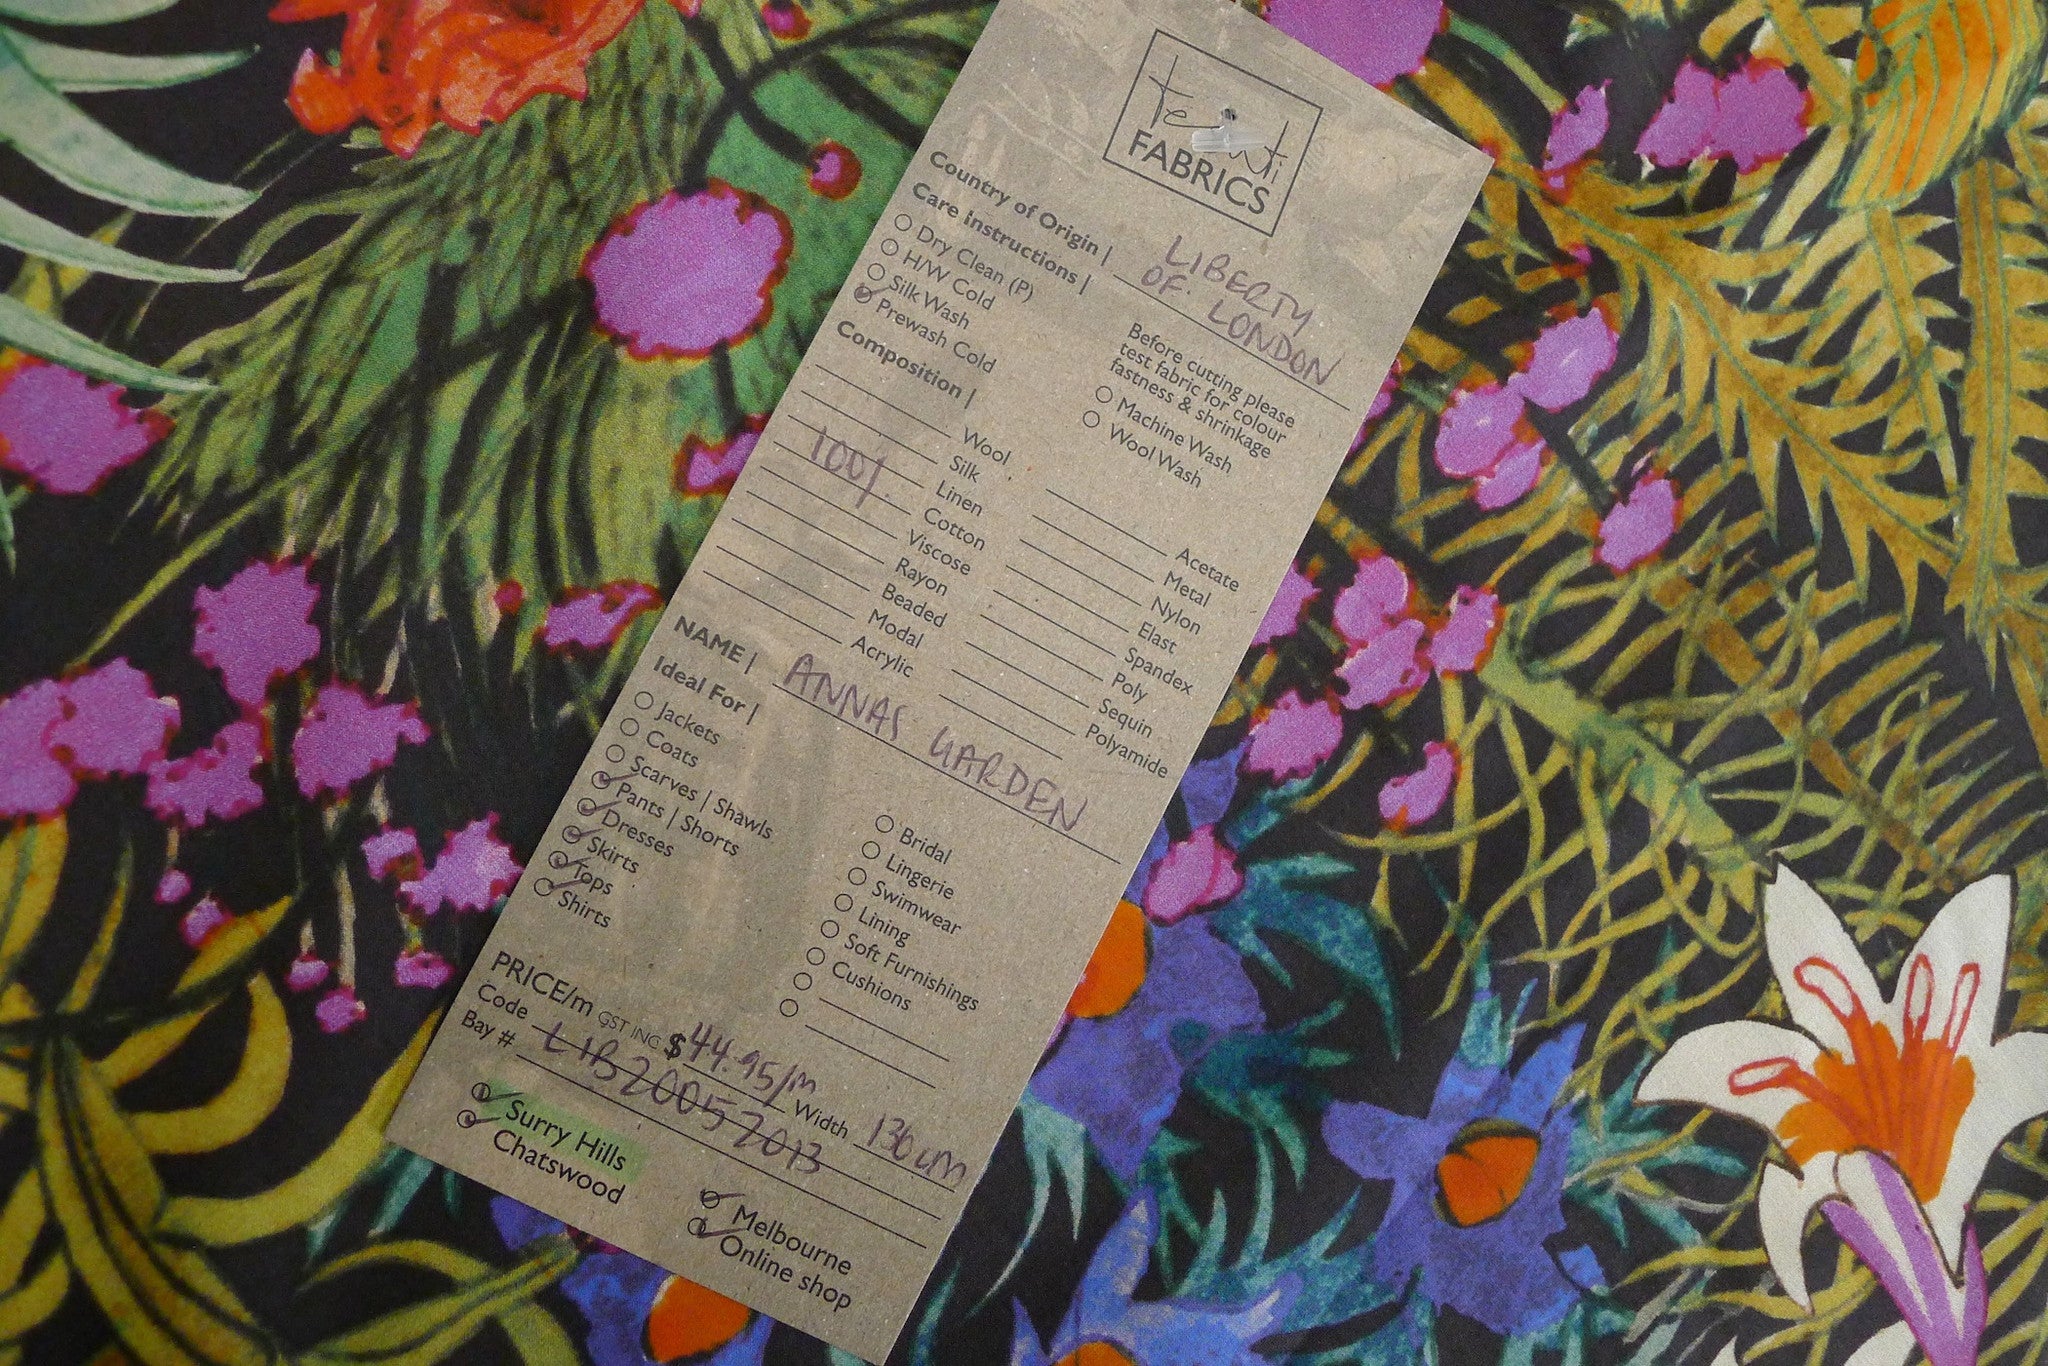 FABRICS
Country of Origin | LIBERTY
OF. LONDON
Care instructions |
Dry Clean (P)
H/W Cold
Silk Wash
Prewash Cold
Before cutting please
test fabric for colour
fastness & shrinkage
Machine Wash
Wool Wash
Composition |
Wool
Silk
Linen
100% Cotton
Viscose
Rayon
Beaded
Modal
Acrylic
Acetate
Metal
Nylon
Elast
Spandex
Poly
Sequin
Polyamide
NAME | ANNAS GARDEN
Ideal For |
Jackets
Coats
Scarves | Shawls
Pants | Shorts
Dresses
Skirts
Tops
Shirts
Bridal
Lingerie
Swimwear
Lining
Soft Furnishings
Cushions
PRICE/m GST INC $44.95/m Width 136cm
Code LIB20052013
Bay #
Surry Hills
Chatswood
Melbourne
Online shop